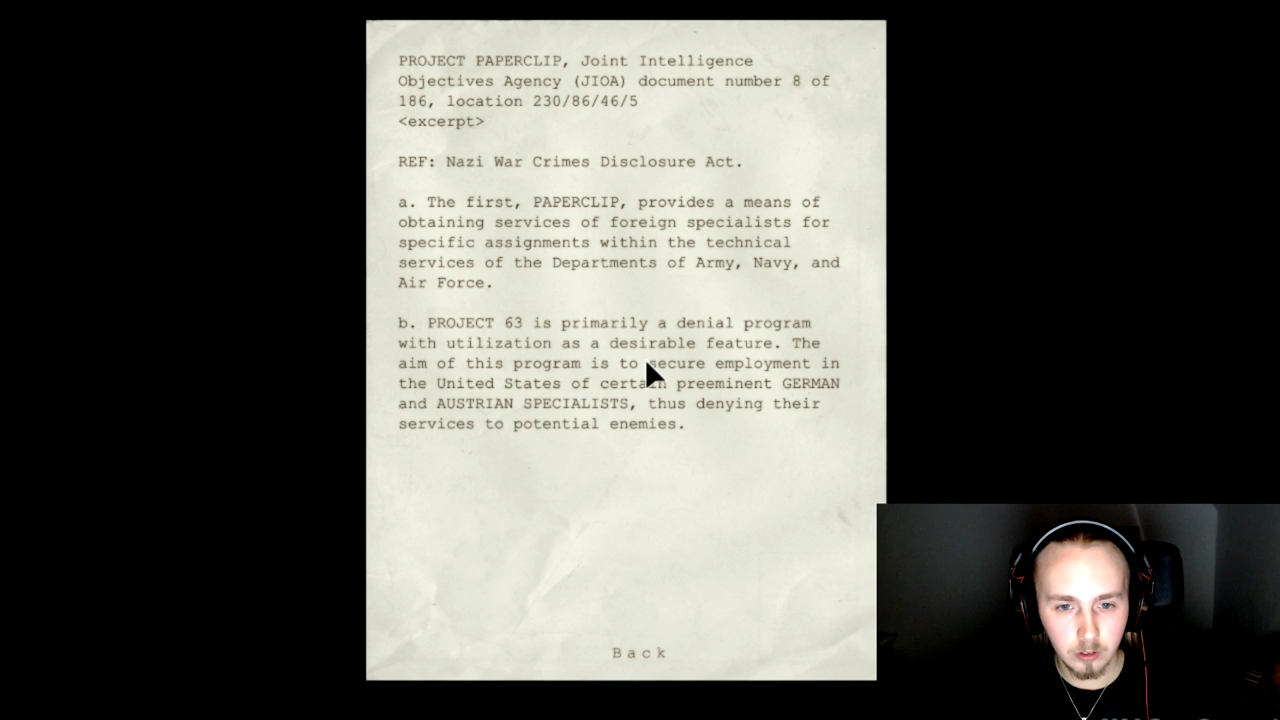 PROJECT PAPERCLIP, Joint Intelligence
Objectives Agency (JIOA) document number 8 of
186, location 230/86/46/5
<excerpt>
REF: Nazi War Crimes Disclosure Act.
a. The first, PAPERCLIP, provides a means of
obtaining services of foreign specialists for
specific assignments within the technical
services of the Departments of Army, Navy, and
Air Force.
b. PROJECT 63 is primarily a denial program
with utilization as a desirable feature. The
aim of this program is to secure employment in
the United States of certain preeminent GERMAN
and AUSTRIAN SPECIALISTS, thus denying their
services to potential enemies.
Back